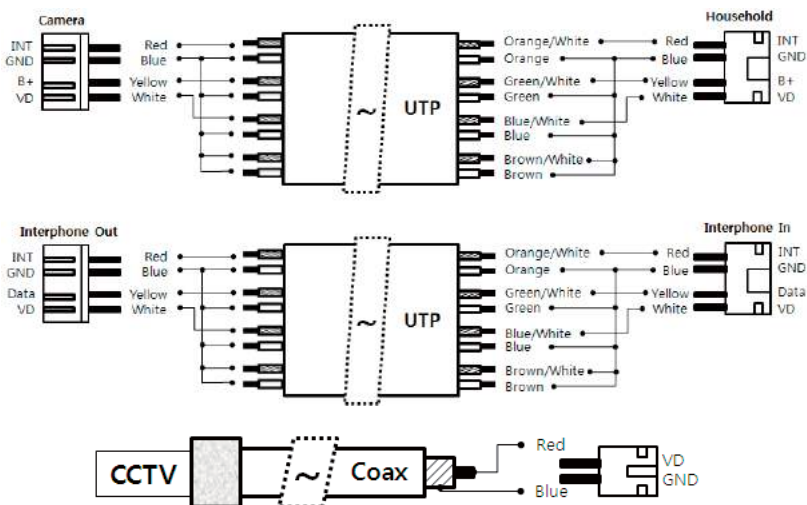 Camera
Household
INT Red
GND Blue
B+ Yellow
VD White
~ UTP
Orange/White Red INT
Orange Blue GND
Green/White Yellow B+
Green White VD
Blue/White
Blue
Brown/White
Brown
Interphone Out
Interphone In
INT Red
GND Blue
Data Yellow
VD White
~ UTP
Orange/White Red INT
Orange Blue GND
Green/White Yellow Data
Green White VD
Blue/White
Blue
Brown/White
Brown
CCTV ~ Coax
Red VD
Blue GND